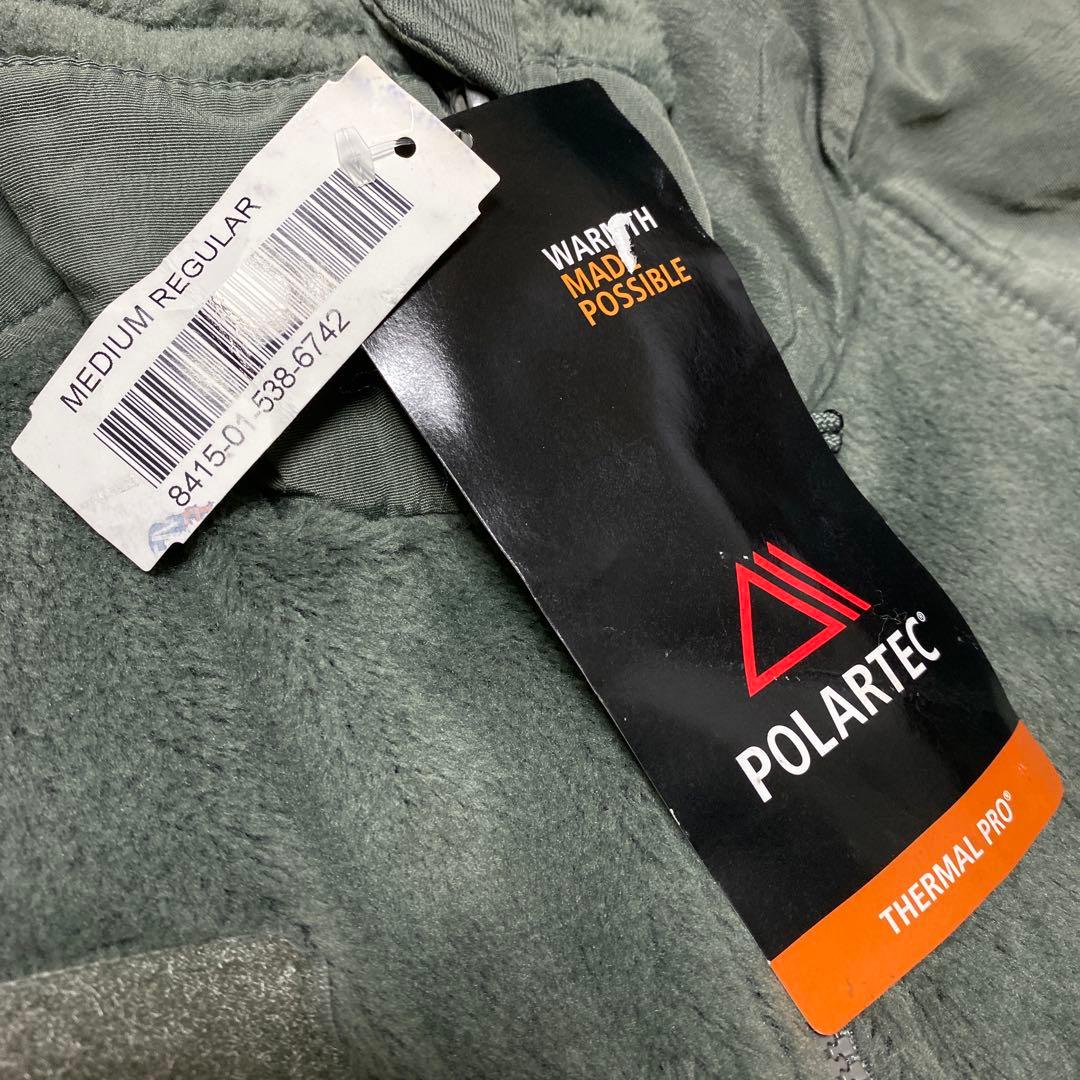 MEDIUM REGULAR
8415-01-538-6742
WARMTH
MADE
POSSIBLE
POLARTEC®
THERMAL PRO®